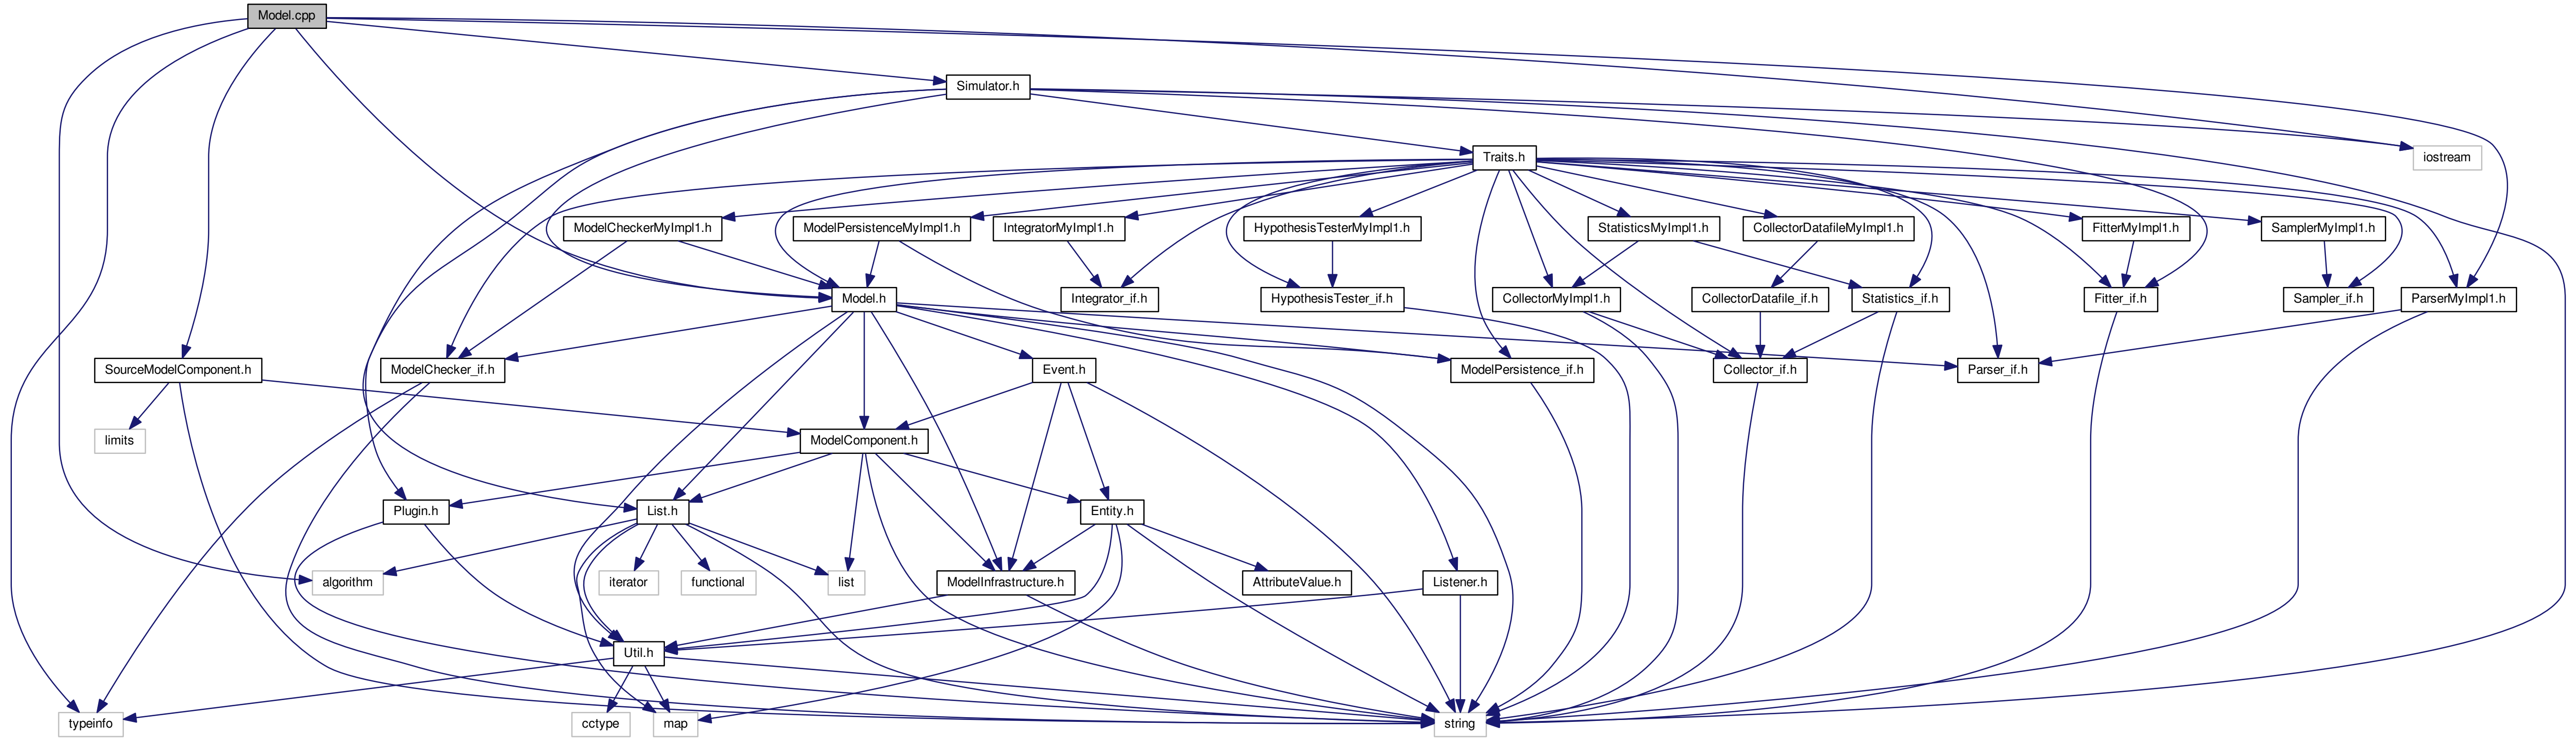 Model.cpp
Simulator.h
Traits.h
iostream
ModelCheckerMyImpl1.h
ModelPersistenceMyImpl1.h
IntegratorMyImpl1.h
HypothesisTesterMyImpl1.h
StatisticsMyImpl1.h
CollectorDatafileMyImpl1.h
FitterMyImpl1.h
SamplerMyImpl1.h
Model.h
Integrator_if.h
HypothesisTester_if.h
CollectorMyImpl1.h
CollectorDatafile_if.h
Statistics_if.h
Fitter_if.h
Sampler_if.h
ParserMyImpl1.h
SourceModelComponent.h
ModelChecker_if.h
Event.h
ModelPersistence_if.h
Collector_if.h
Parser_if.h
limits
ModelComponent.h
Plugin.h
List.h
Entity.h
algorithm
iterator
functional
list
ModelInfrastructure.h
AttributeValue.h
Listener.h
Util.h
typeinfo
cctype
map
string